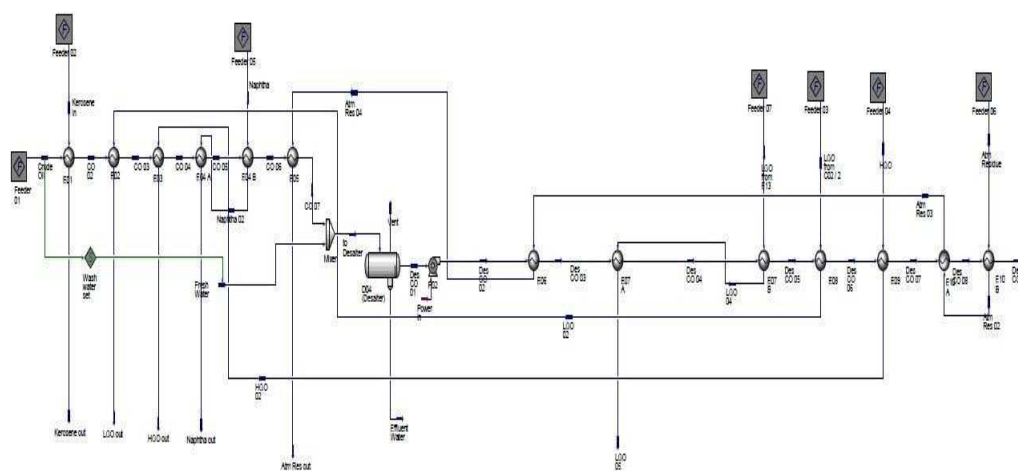 Feeder 02
Feeder 05
Kerosene
in
Naphtha
Atm
Res 04
Feeder 07
Feeder 03
Feeder 04
Feeder 06
LGO
from
E13
LGO
from
C02 / 2
HGO
Atm
Residue
Feeder
01
Crude
Oil
E01
CO
02
E02
CO 03
E03
CO 04
E04
A
CO 05
E04 B
CO 06
E05
Naphtha 02
CO 07
Mixer
to
Desalter
Vent
Atm
Res 03
Wash
water
set
Fresh
Water
D04
(Desalter)
Des
CO 01
P02
Power
in
Des
CO
02
E06
Des
CO 03
E07
A
Des
CO 04
LGO
04
E07
B
Des
CO 05
E08
Des
CO
06
E09
Des
CO 07
E10
A
Des
CO 08
E10
B
Atm
Res 02
LGO
02
HGO
02
Effluent
Water
Kerosene out
LGO out
HGO out
Naphtha out
Atm Res out
LGO
05